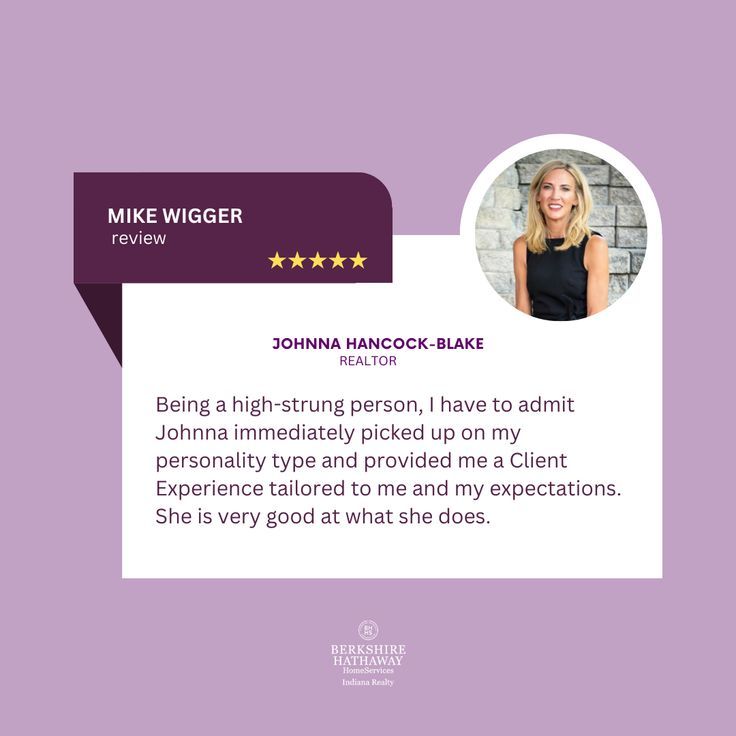 MIKE WIGGER
review
JOHNNA HANCOCK-BLAKE
REALTOR
Being a high-strung person, I have to admit
Johnna immediately picked up on my
personality type and provided me a Client
Experience tailored to me and my expectations.
She is very good at what she does.
BH
HS
BERKSHIRE
HATHAWAY
HomeServices
Indiana Realty